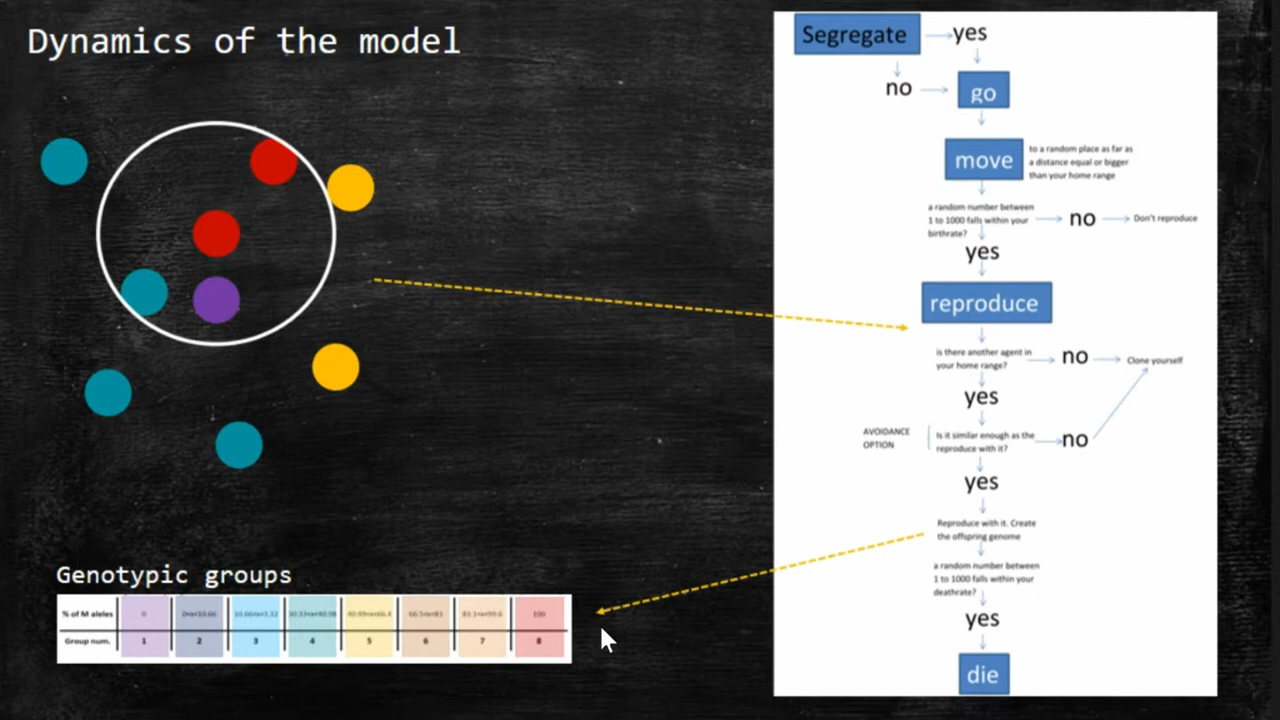 Dynamics of the model
Segregate
yes
no
go
move
to a random place as far as
a distance equal or bigger
than your home range
a random number between
1 to 1000 falls within your
birthrate?
no
Don't reproduce
yes
reproduce
is there another agent in
your home range?
no
Clone yourself
yes
AVOIDANCE
OPTION
Is it similar enough as the
reproduce with it?
no
yes
Reproduce with it. Create
the offspring genome
a random number between
1 to 1000 falls within your
deathrate?
yes
die
Genotypic groups
% of M aleles 0 100
Group num. 1 2 3 4 5 6 7 8